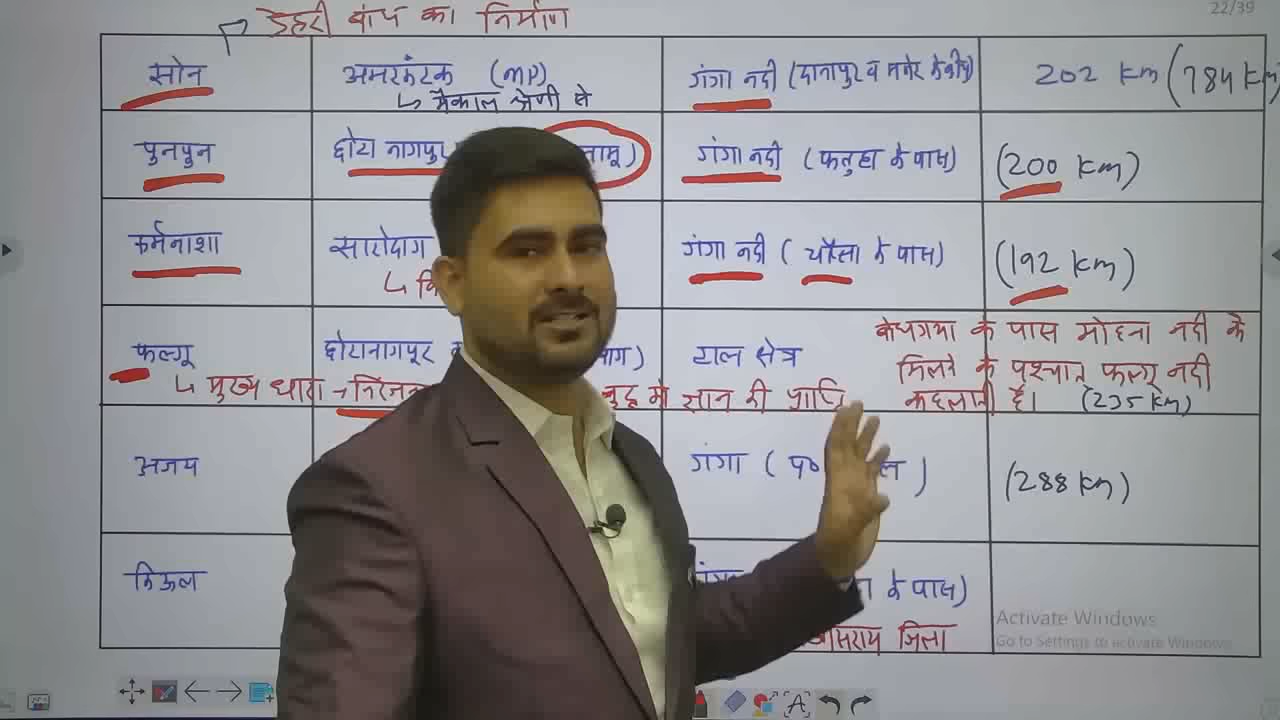 22/39
डेहरी बांध का निर्माण
सोन
अमरकंटक (MP)
↳ मैकाल श्रेणी से
गंगा नदी (दानापुर व मनेर के बीच)
202 km (784 km)
पुनपुन
छोटा नागपुर
गंगा नदी (फतुहा के पास)
(200 km)
कर्मनाशा
सारोदाग
गंगा नदी (चौसा के पास)
(192 km)
फल्गू
छोटानागपुर
टाल क्षेत्र
बोधगया के पास मोहना नदी के
मिलने के पश्चात् फल्गू नदी
कहलाती है। (235 km)
↳ मुख्य धारा → निरंजना
बुद्ध को ज्ञान की प्राप्ति
अजय
गंगा (
(288 km)
किऊल
के पास)
जिला
Activate Windows
Go to Settings to activate Windows.